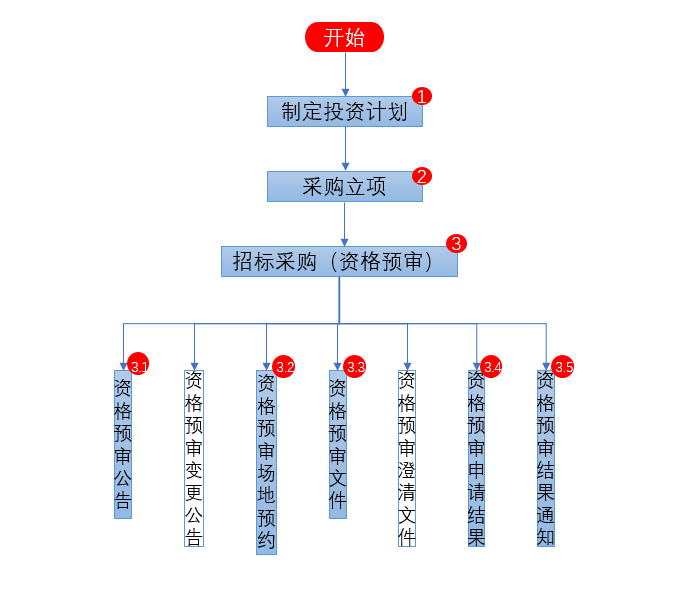 开始
1
制定投资计划
2
采购立项
3
招标采购（资格预审）
3.1
资格预审公告
资格预审变更公告
3.2
资格预审场地预约
3.3
资格预审文件
资格预审澄清文件
3.4
资格预审申请结果
3.5
资格预审结果通知